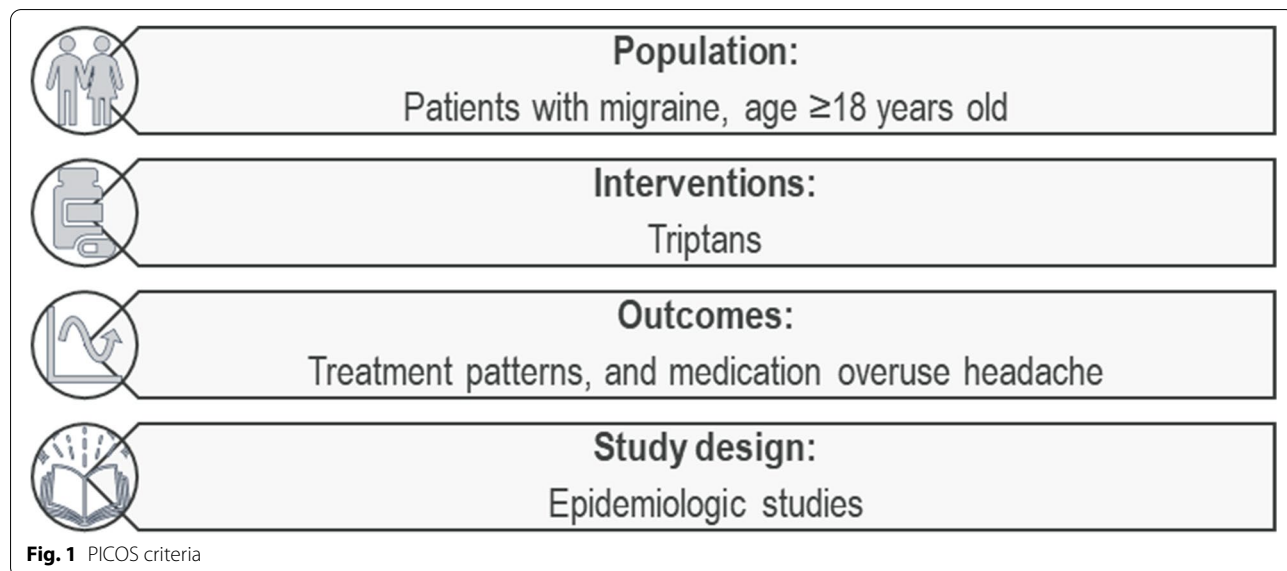 Population:
Patients with migraine, age ≥18 years old
Interventions:
Triptans
Outcomes:
Treatment patterns, and medication overuse headache
Study design:
Epidemiologic studies
Fig. 1 PICOS criteria